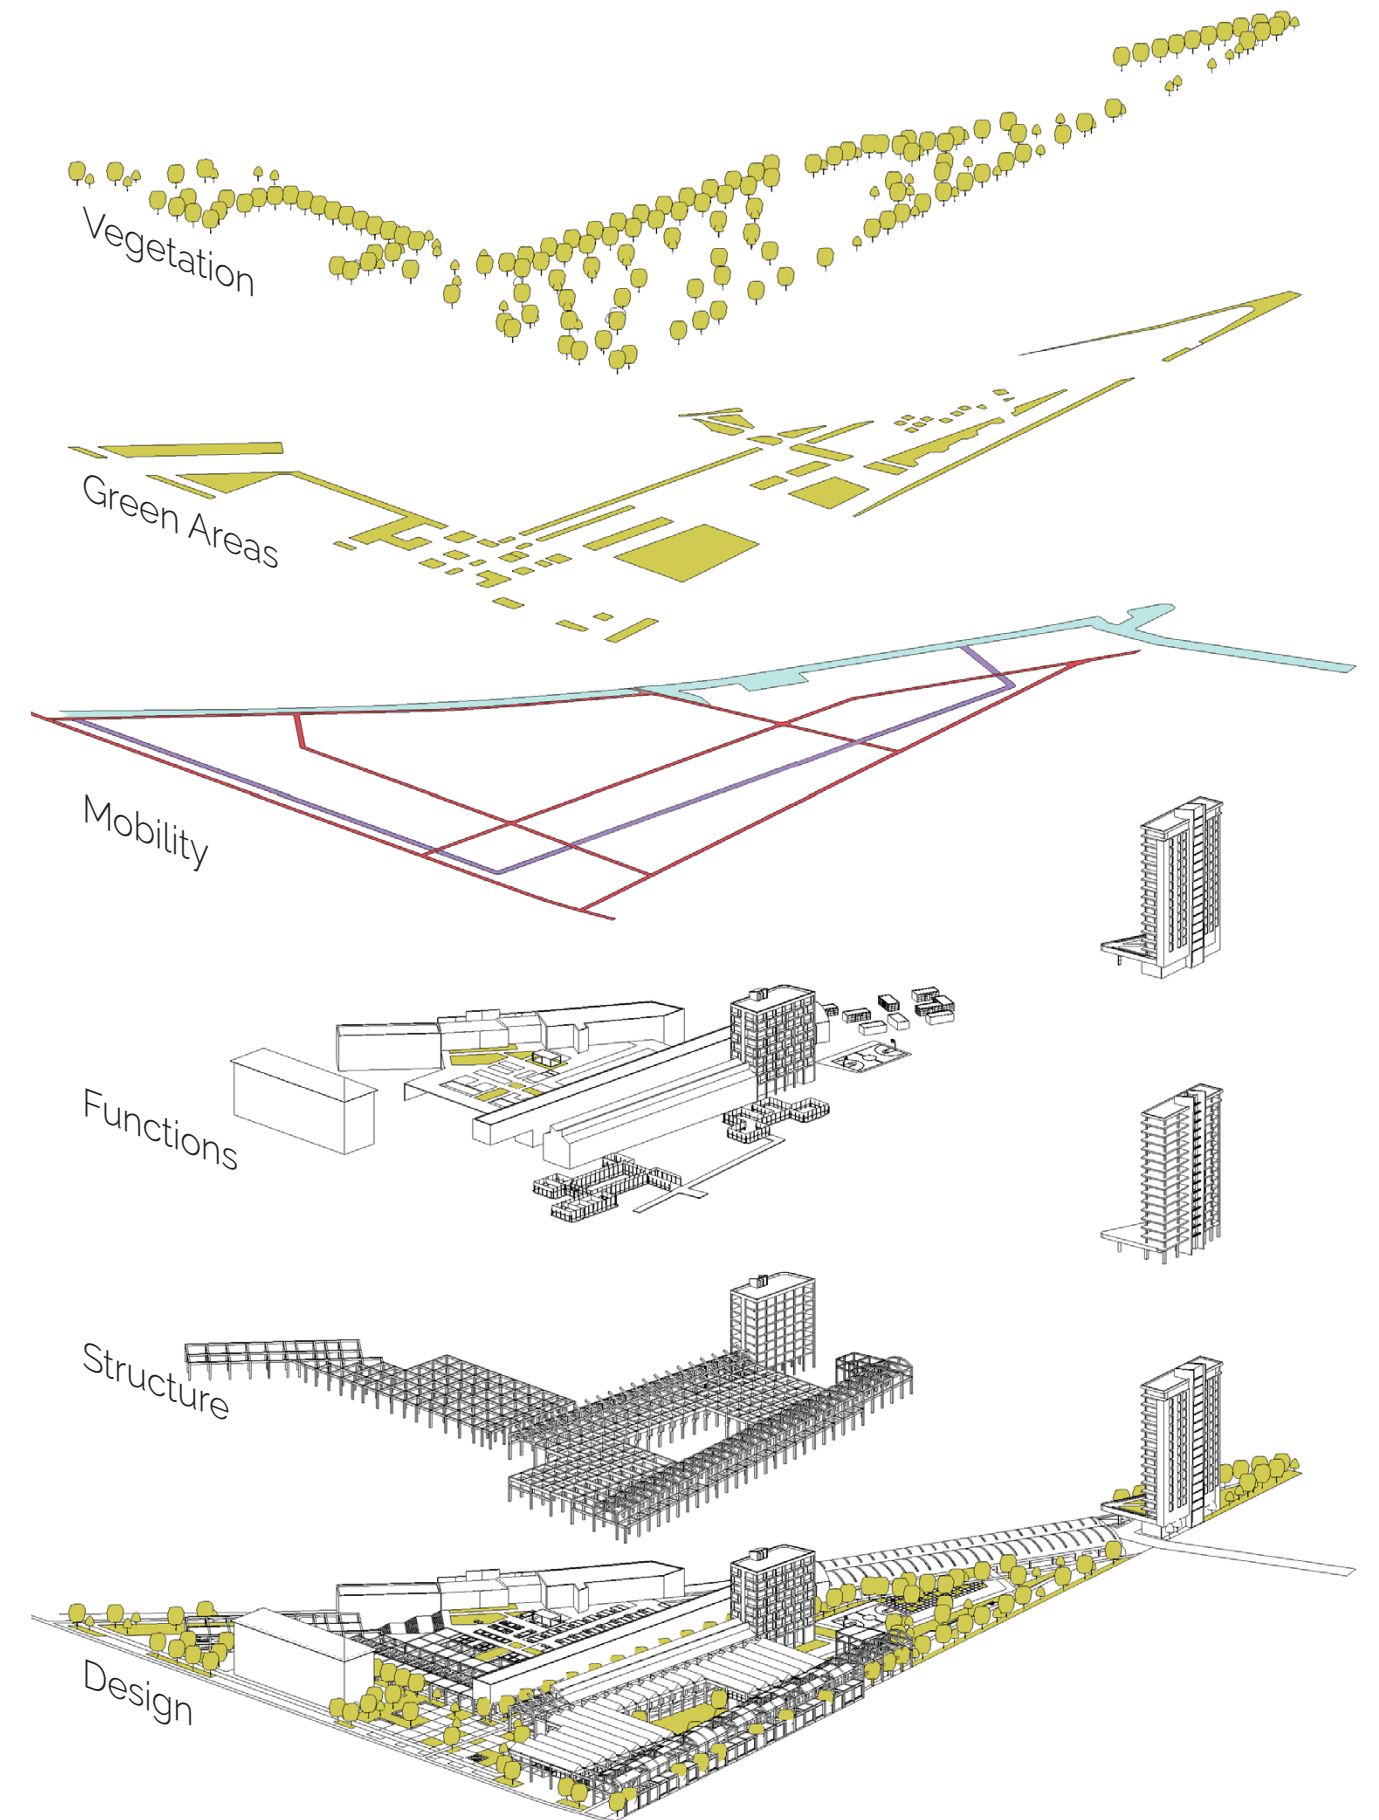 Vegetation
Green Areas
Mobility
Functions
Structure
Design